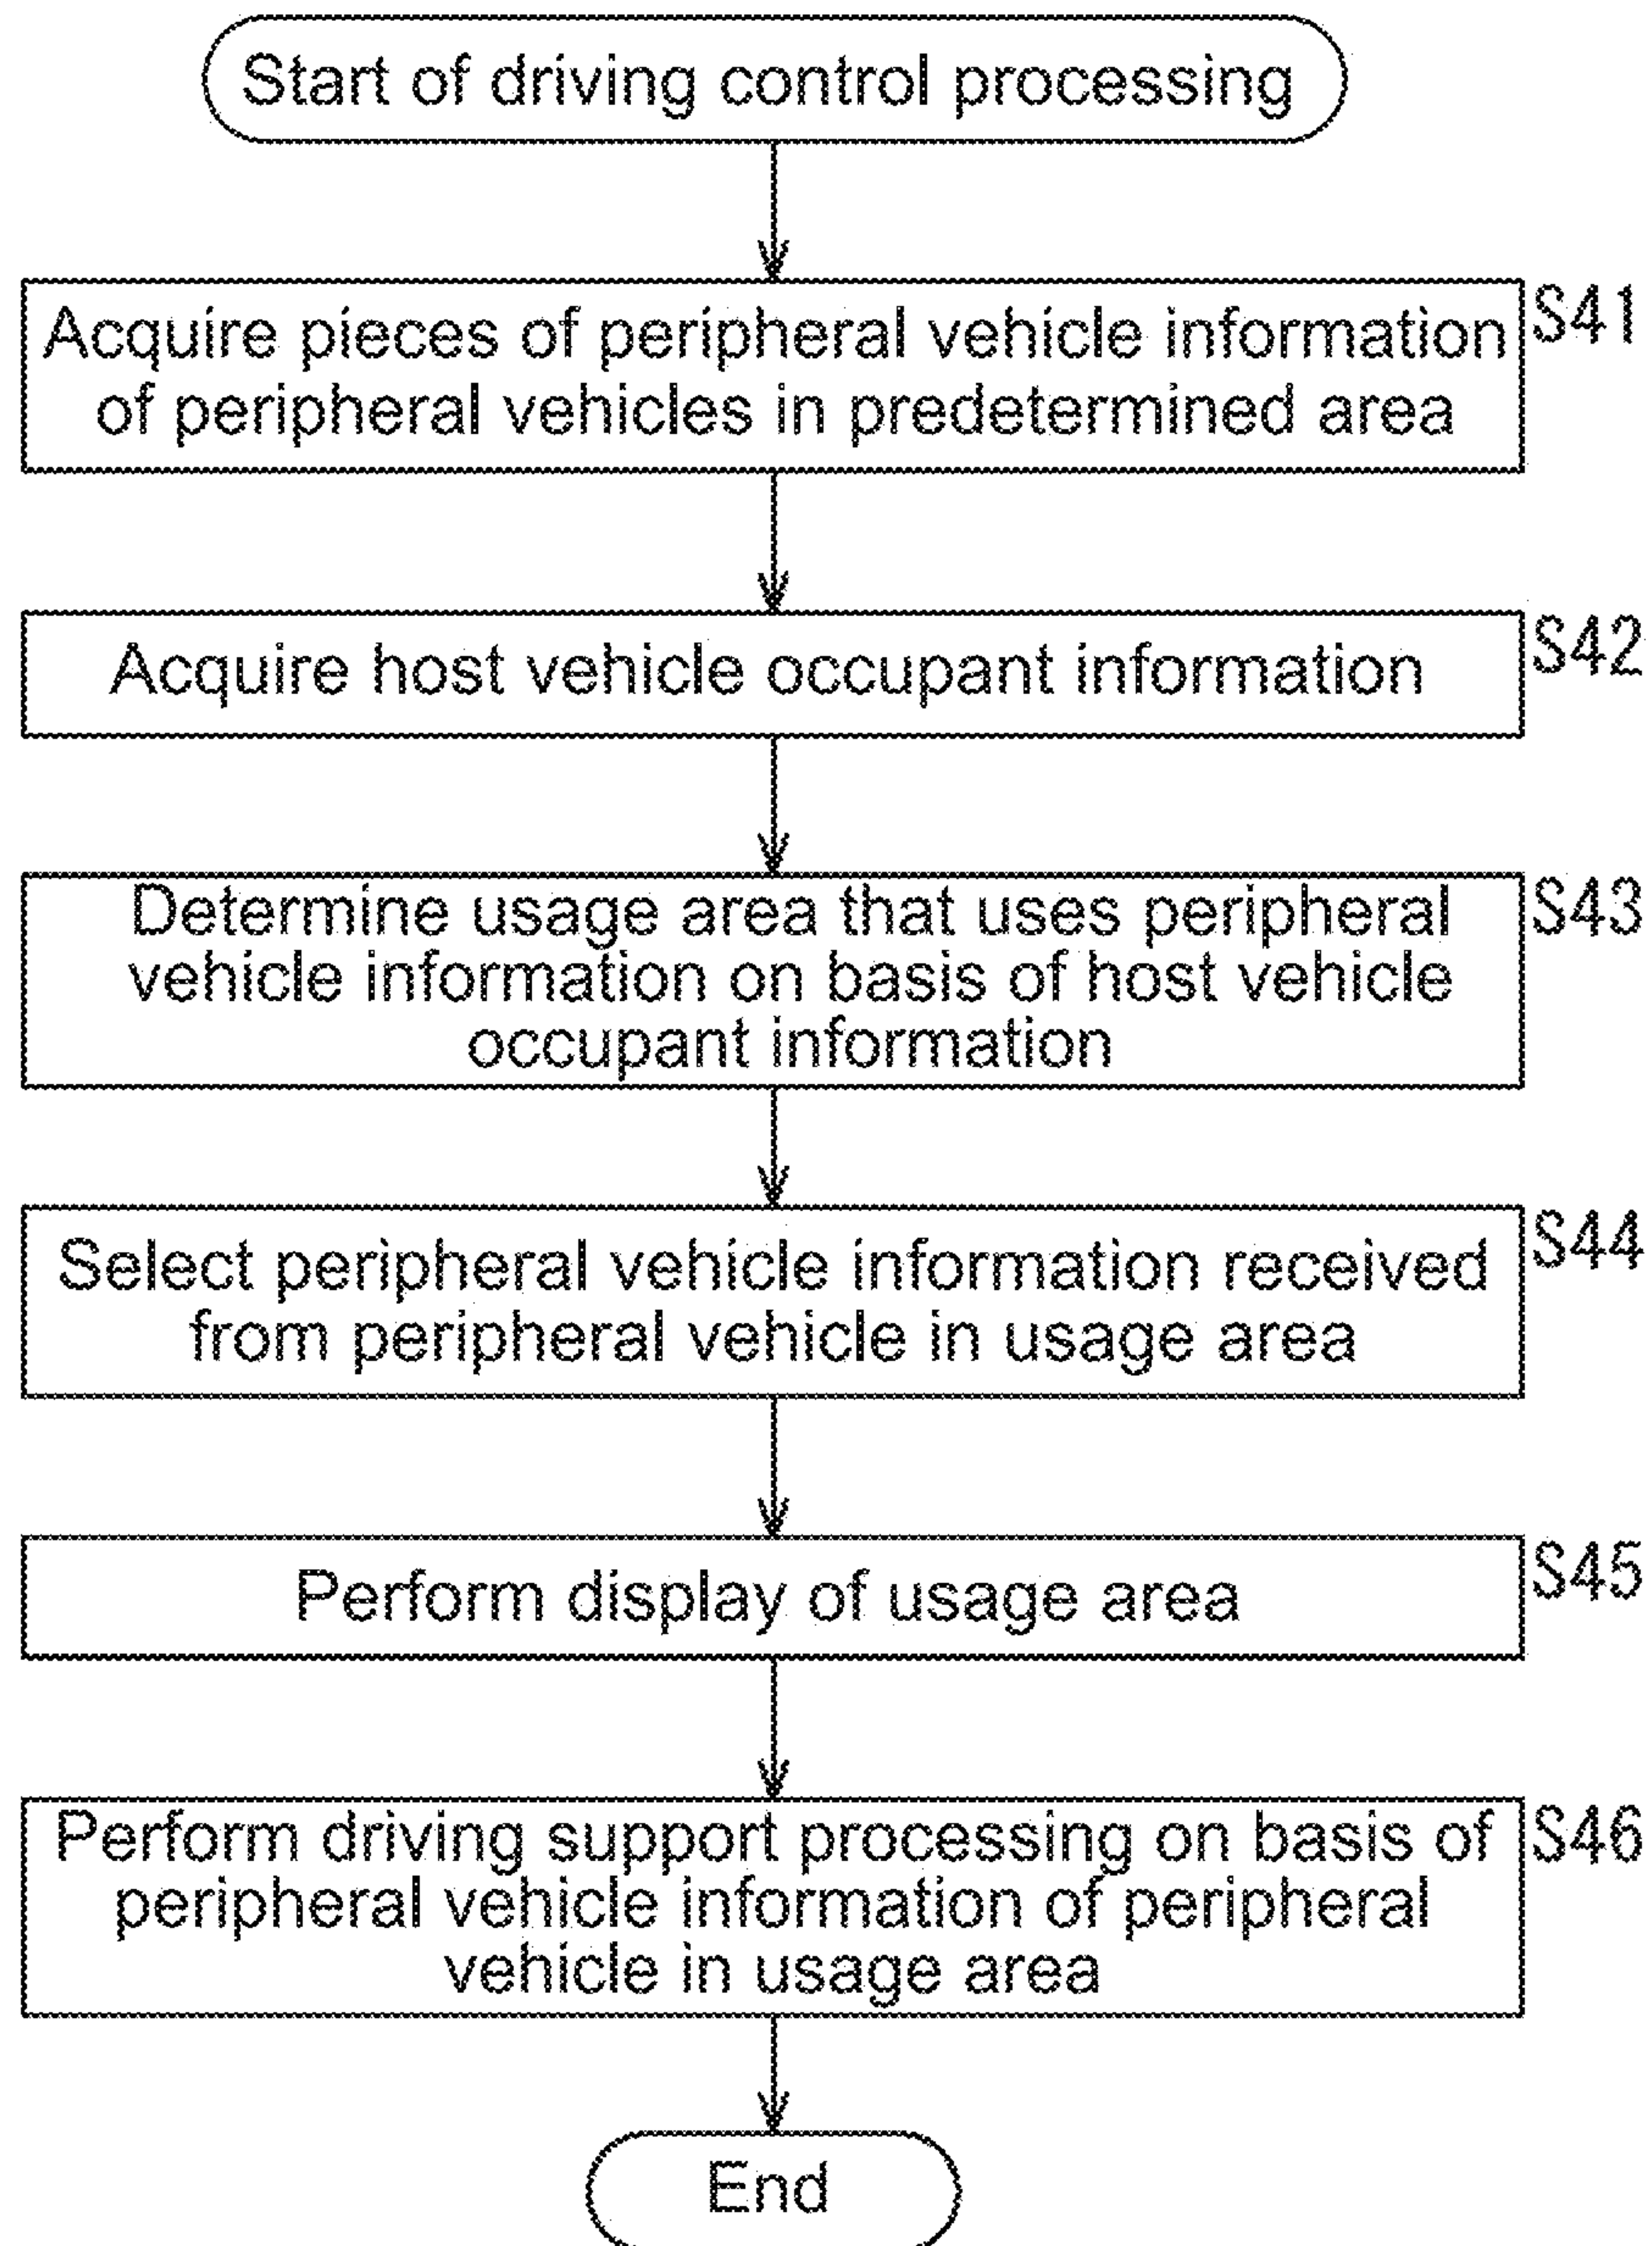 Start of driving control processing
Acquire pieces of peripheral vehicle information
of peripheral vehicles in predetermined area
S41
Acquire host vehicle occupant information
S42
Determine usage area that uses peripheral
vehicle information on basis of host vehicle
occupant information
S43
Select peripheral vehicle information received
from peripheral vehicle in usage area
S44
Perform display of usage area
S45
Perform driving support processing on basis of
peripheral vehicle information of peripheral
vehicle in usage area
S46
End